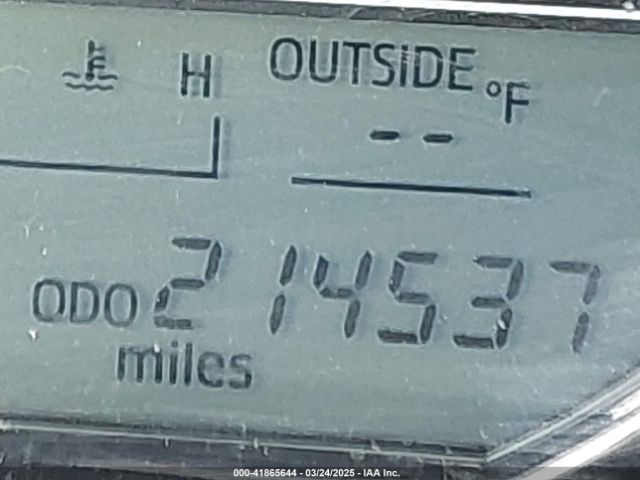 H OUTSIDE °F
--
ODO 214537
miles
000-41865644 - 03/24/2025 - IAA Inc.